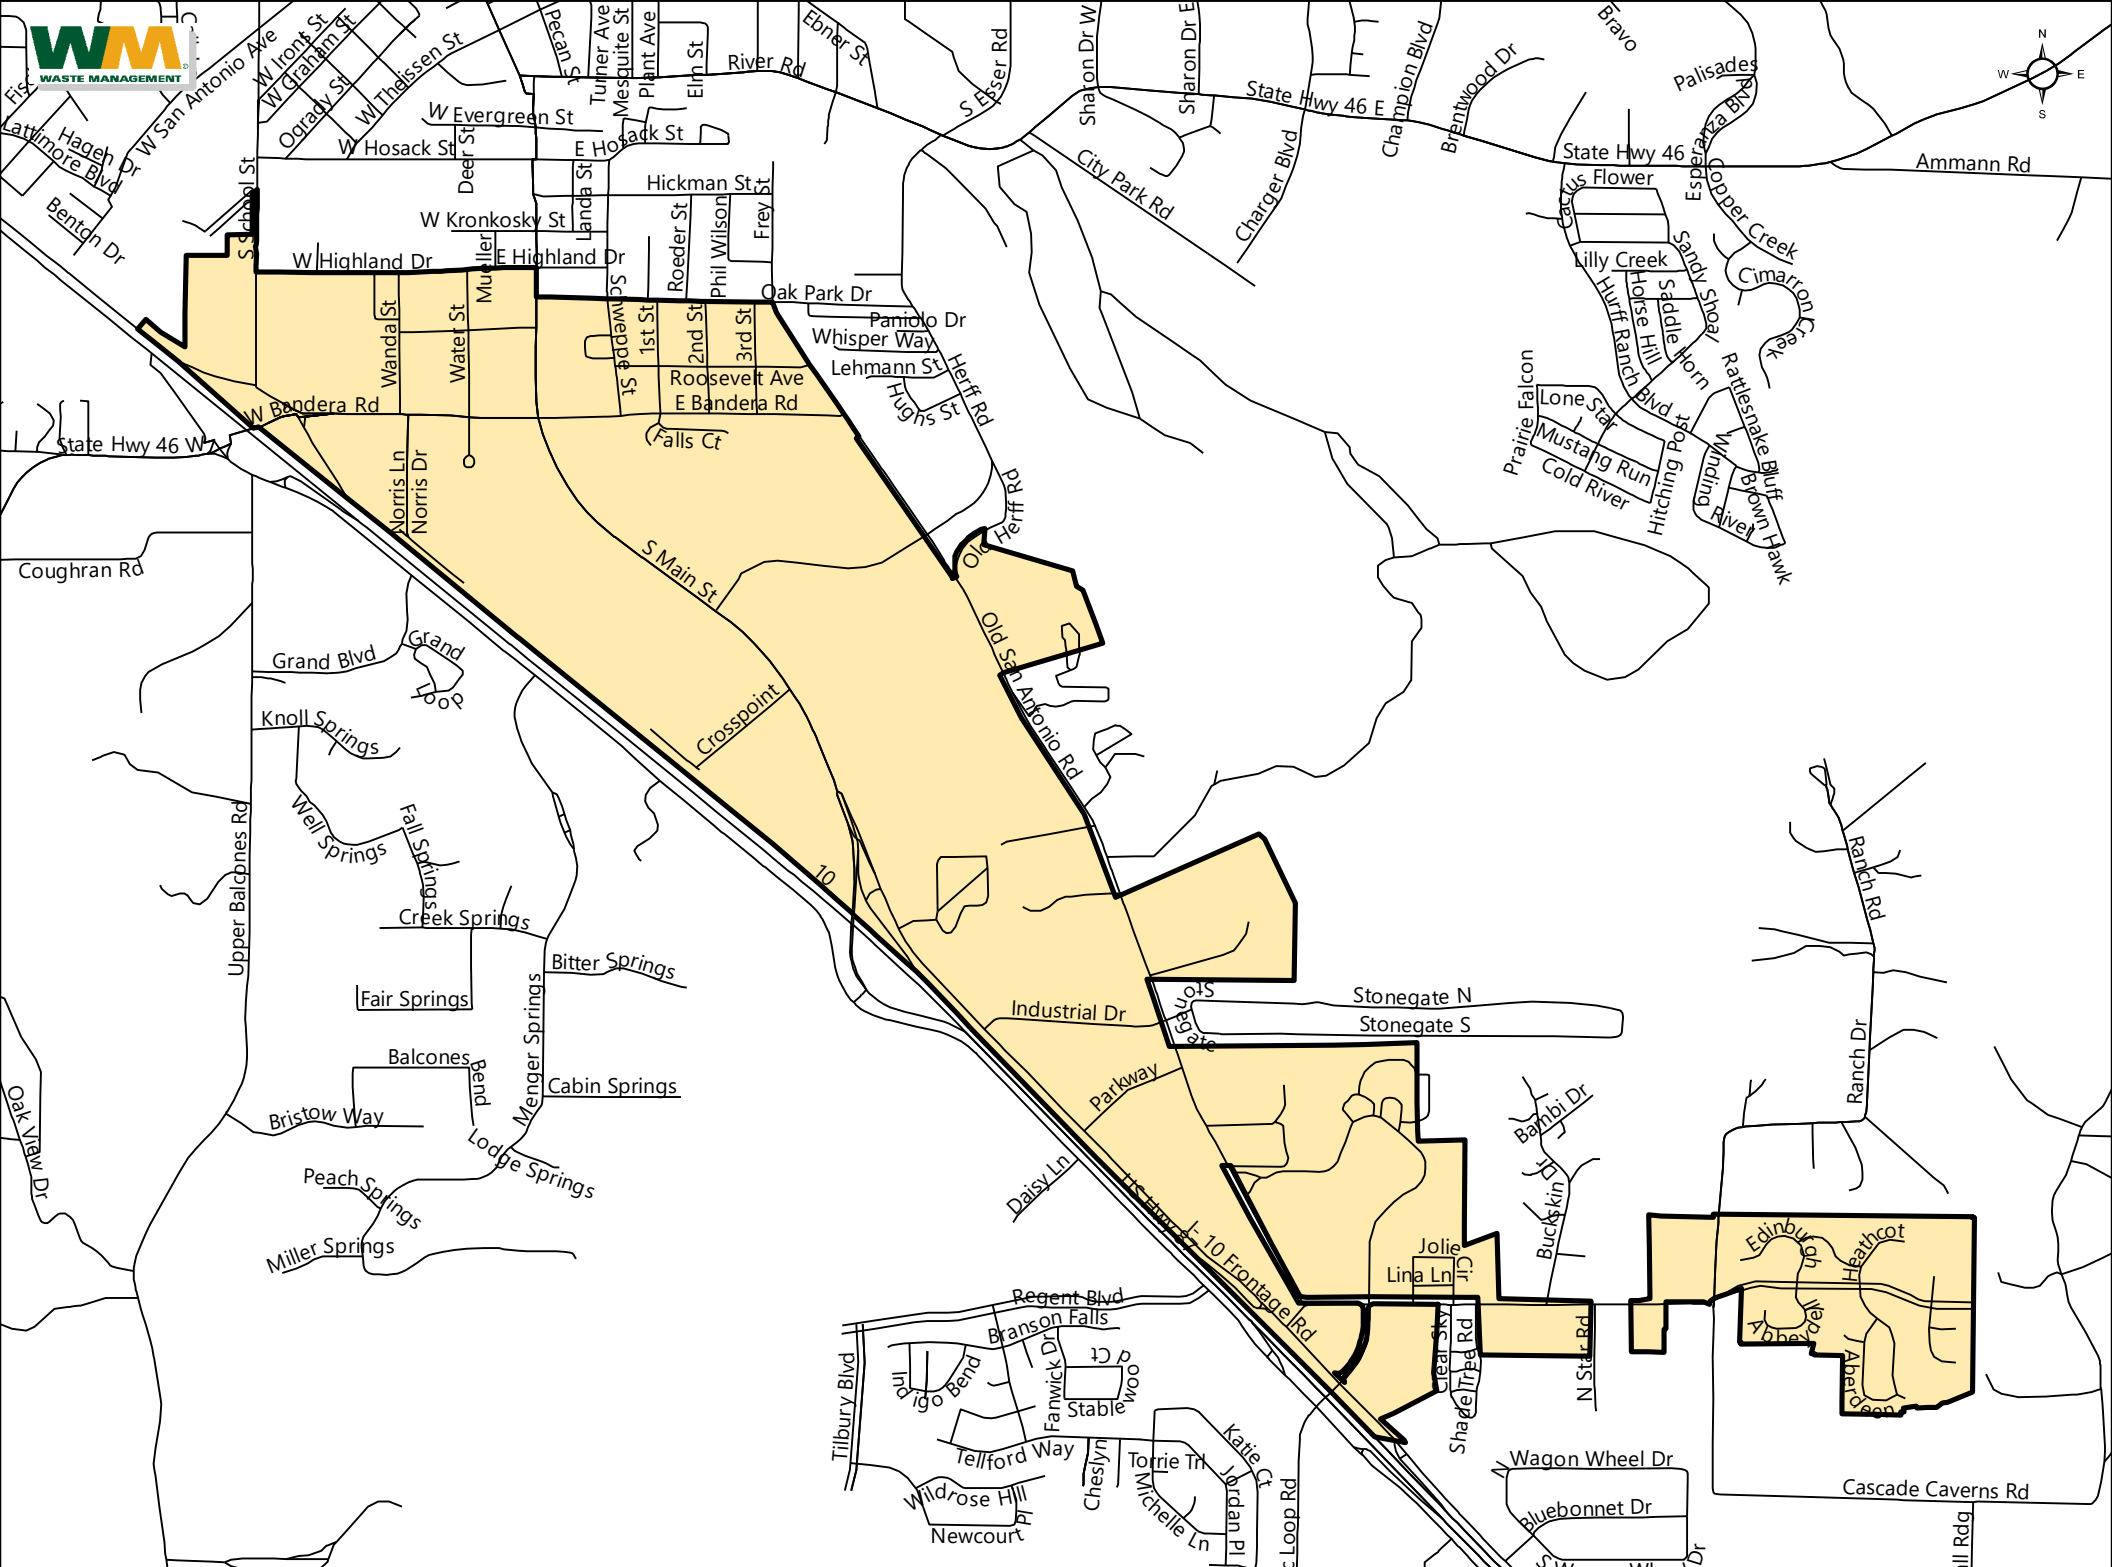 WM
WASTE MANAGEMENT
W San Antonio Ave
W Irons St
W Graham St
Ogrady St
W Theissen St
Pecan St
Turner Ave
Mesquite St
Plant Ave
Elm St
River Rd
Ebner St
S Esser Rd
Sharon Dr W
Sharon Dr E
State Hwy 46 E
Champion Blvd
Brentwood Dr
Bravo
Palisades
Esperanza Blvd
N
W
E
S
Lattimore Blvd
Hagen Dr
Benton Dr
S School St
W Evergreen St
W Hosack St
Deer St
E Hosack St
Landa St
Hickman St
Frey St
W Kronkosky St
Mueller
Roeder St
Phil Wilson
W Highland Dr
E Highland Dr
City Park Rd
Charger Blvd
State Hwy 46
Ammann Rd
Cactus Flower
Copper Creek
Lilly Creek
Sandy Shoal
Cimarron Creek
Huff Ranch Blvd
Horse Hill
Saddle Horn
Oak Park Dr
Paniolo Dr
Whisper Way
Lehmann St
Hughs St
Herff Rd
Schweppe St
1st St
2nd St
3rd St
Wanda St
Water St
Roosevelt Ave
E Bandera Rd
W Bandera Rd
Falls Ct
State Hwy 46 W
Norris Ln
Norris Dr
Prairie Falcon
Lone Star
Mustang Run
Cold River
Hitching Post
Rattlesnake Bluff
Winding River
Brown Hawk
Coughran Rd
S Main St
Old Herff Rd
Old San Antonio Rd
Grand Blvd
Grand Loop
Crosspoint
Knoll Springs
Well Springs
Fall Springs
Upper Balcones Rd
Creek Springs
Bitter Springs
Fair Springs
Menger Springs
10
Ranch Rd
Ranch Dr
Industrial Dr
Stonegate
Stonegate N
Stonegate S
Parkway
Balcones Bend
Cabin Springs
Bristow Way
Lodge Springs
Peach Springs
Miller Springs
Oak View Dr
Daisy Ln
US Hwy 87
I- 10 Frontage Rd
Bambi Dr
Buckskin Dr
Jolie Cir
Lina Ln
Edinburgh
Heathcot
Abbeydell
Aberdeen
Regent Blvd
Branson Falls
Tilbury Blvd
Indigo Bend
Fanwick Dr
Stable
wood Ct
Tellford Way
Cheslyn
Torrie Trl
Katie Ct
Jordan Pl
Michelle Ln
Wildrose Hill
Newcourt Pl
Clear Sky
Shade Tree Rd
N Star Rd
N Wagon Wheel Dr
Bluebonnet Dr
Cascade Caverns Rd
Loop Rd